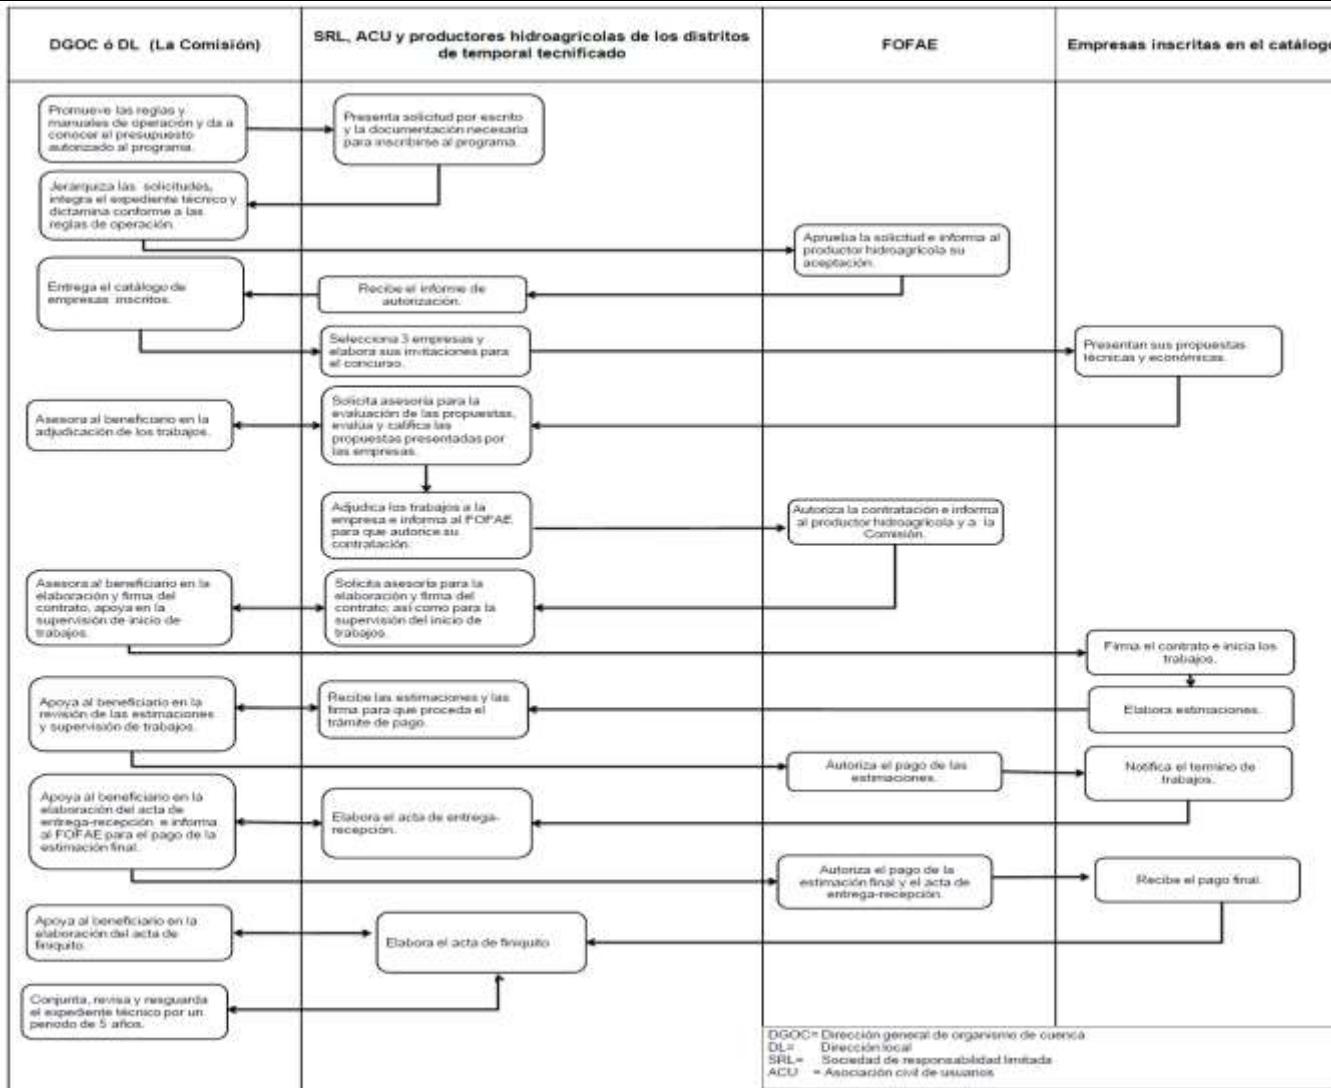 DGOC ó DL (La Comisión)
SRL, ACU y productores hidroagrícolas de los distritos
de temporal tecnificado
FOFAE
Empresas inscritas en el catálogo
Promueve las reglas y
manuales de operación y da a
conocer el presupuesto
autorizado al programa.
Presenta solicitud por escrito
y la documentación necesaria
para inscribirse al programa.
Jerarquiza las solicitudes,
integra el expediente técnico y
dictamina conforme a las
reglas de operación.
Aprueba la solicitud e informa al
productor hidroagrícola su
aceptación.
Entrega el catálogo de
empresas inscritos.
Recibe el informe de
autorización.
Selecciona 3 empresas y
elabora sus invitaciones para
el concurso.
Presentan sus propuestas
técnicas y económicas.
Asesora al beneficiario en la
adjudicación de los trabajos.
Solicita asesoría para la
evaluación de las propuestas,
evalúa y califica las
propuestas presentadas por
las empresas.
Adjudica los trabajos a la
empresa e informa al FOFAE
para que autorice su
contratación.
Autoriza la contratación e informa
al productor hidroagrícola y a la
Comisión.
Asesora al beneficiario en la
elaboración y firma del
contrato, apoya en la
supervisión de inicio de
trabajos.
Solicita asesoría para la
elaboración y firma del
contrato; así como para la
supervisión del inicio de
trabajos.
Firma el contrato e inicia los
trabajos.
Apoya al beneficiario en la
revisión de las estimaciones
y supervisión de trabajos.
Recibe las estimaciones y las
firma para que proceda el
trámite de pago.
Elabora estimaciones.
Autoriza el pago de las
estimaciones.
Notifica el termino de
trabajos.
Apoya al beneficiario en la
elaboración del acta de
entrega-recepción e informa
al FOFAE para el pago de la
estimación final.
Elabora el acta de entrega-
recepción.
Autoriza el pago de la
estimación final y el acta de
entrega-recepción.
Recibe el pago final.
Apoya al beneficiario en la
elaboración del acta de
finiquito.
Elabora el acta de finiquito
Conjunta, revisa y resguarda
el expediente técnico por un
periodo de 5 años.
DGOC= Dirección general de organismo de cuenca
DL= Dirección local
SRL= Sociedad de responsabilidad limitada
ACU = Asociación civil de usuarios